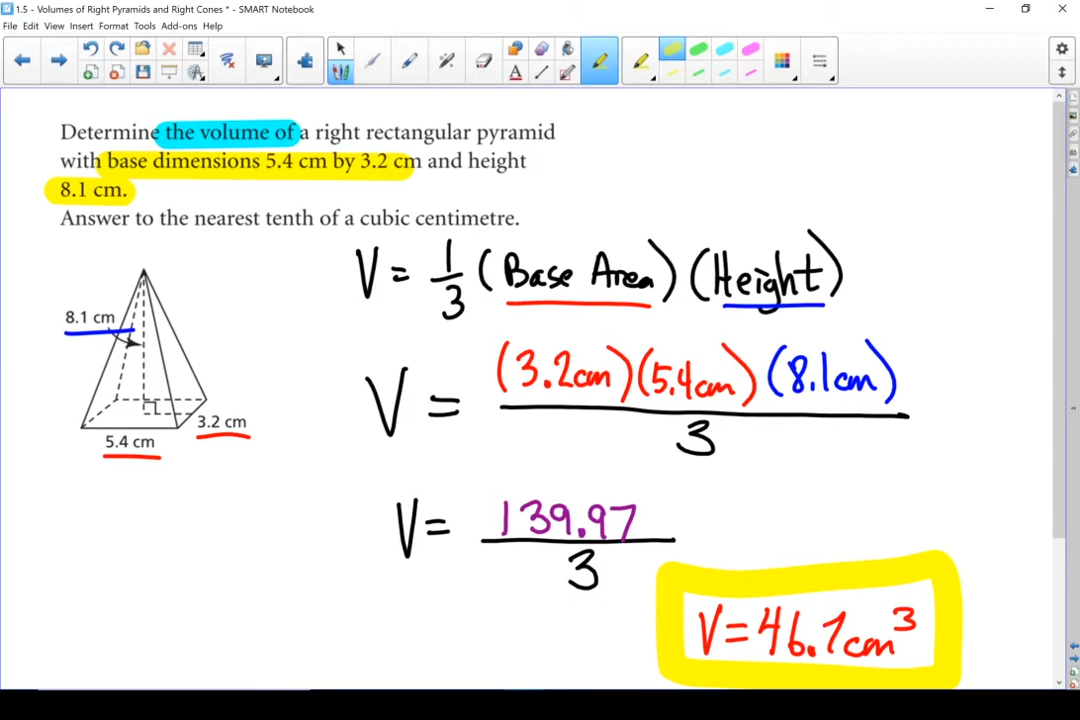 1.5 - Volumes of Right Pyramids and Right Cones * - SMART Notebook
File Edit View Insert Format Tools Add-ons Help
Determine the volume of a right rectangular pyramid
with base dimensions 5.4 cm by 3.2 cm and height
8.1 cm.
Answer to the nearest tenth of a cubic centimetre.
V = 1/3 (Base Area) (Height)
8.1 cm
3.2 cm
5.4 cm
V = (3.2cm)(5.4cm)(8.1cm)
3
V = 139.97
3
V=46.7cm³